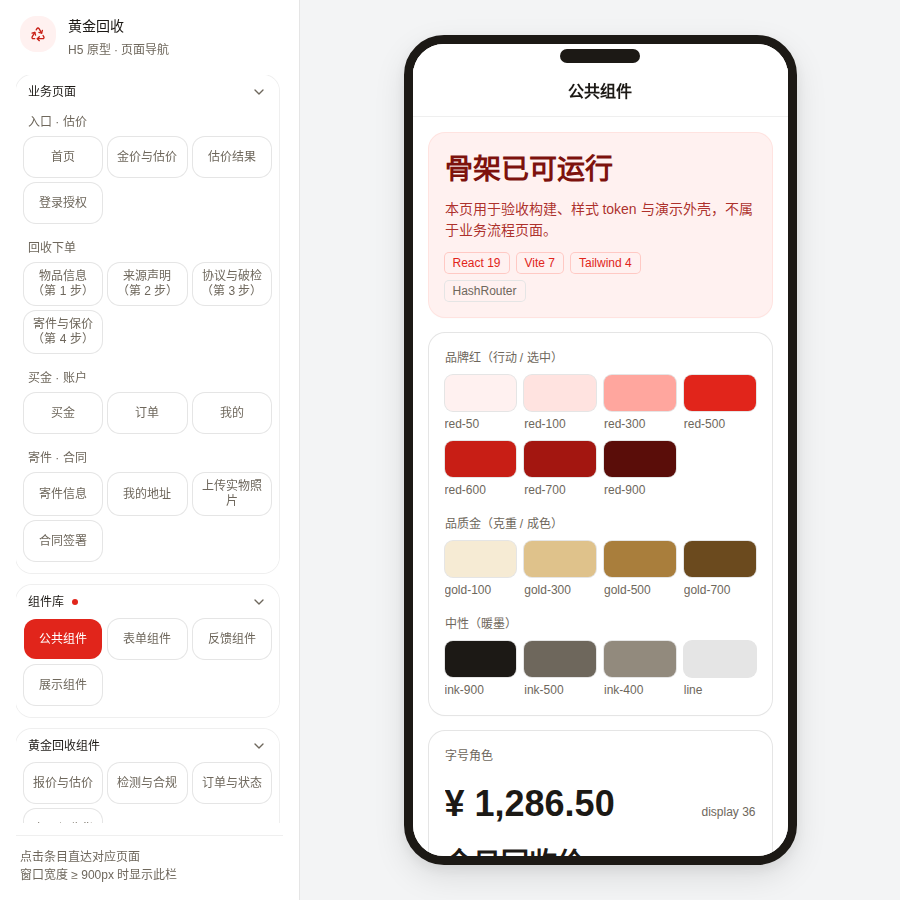 黄金回收
H5 原型 · 页面导航
业务页面
入口 · 估价
首页
金价与估价
估价结果
登录授权
回收下单
物品信息
（第 1 步）
来源声明
（第 2 步）
协议与破检
（第 3 步）
寄件与保价
（第 4 步）
买金 · 账户
买金
订单
我的
寄件 · 合同
寄件信息
我的地址
上传实物照
片
合同签署
组件库
公共组件
表单组件
反馈组件
展示组件
黄金回收组件
报价与估价
检测与合规
订单与状态
点击条目直达对应页面
窗口宽度 ≥ 900px 时显示此栏
公共组件
骨架已可运行
本页用于验收构建、样式 token 与演示外壳，不属
于业务流程页面。
React 19
Vite 7
Tailwind 4
HashRouter
品牌红（行动 / 选中）
red-50
red-100
red-300
red-500
red-600
red-700
red-900
品质金（克重 / 成色）
gold-100
gold-300
gold-500
gold-700
中性（暖墨）
ink-900
ink-500
ink-400
line
字号角色
¥ 1,286.50
display 36
今日回收价